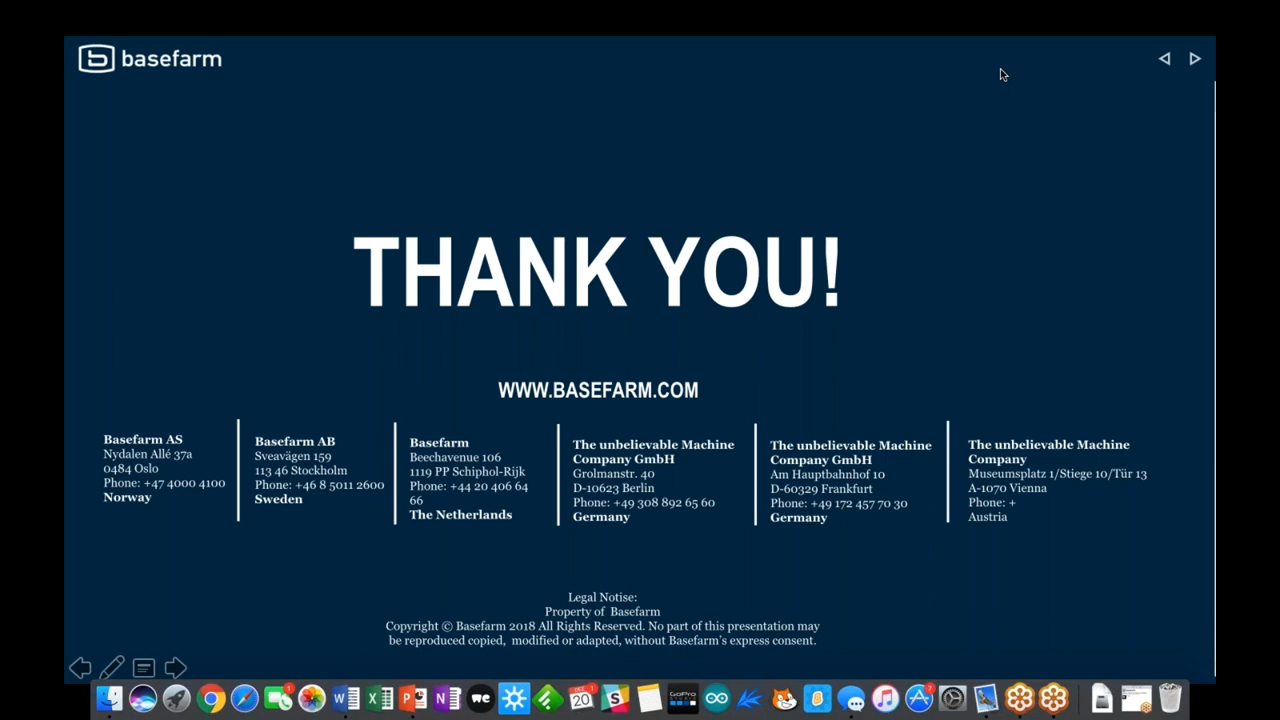 basefarm
THANK YOU!
WWW.BASEFARM.COM
Basefarm AS
Nydalen Allé 37a
0484 Oslo
Phone: +47 4000 4100
Norway
Basefarm AB
Sveavägen 159
113 46 Stockholm
Phone: +46 8 5011 2600
Sweden
Basefarm
Beechavenue 106
1119 PP Schiphol-Rijk
Phone: +44 20 406 64
66
The Netherlands
The unbelievable Machine
Company GmbH
Grolmanstr. 40
D-10623 Berlin
Phone: +49 308 892 65 60
Germany
The unbelievable Machine
Company GmbH
Am Hauptbahnhof 10
D-60329 Frankfurt
Phone: +49 172 457 70 30
Germany
The unbelievable Machine
Company
Museumsplatz 1/Stiege 10/Tür 13
A-1070 Vienna
Phone: +
Austria
Legal Notise:
Property of Basefarm
Copyright © Basefarm 2018 All Rights Reserved. No part of this presentation may
be reproduced copied, modified or adapted, without Basefarm's express consent.